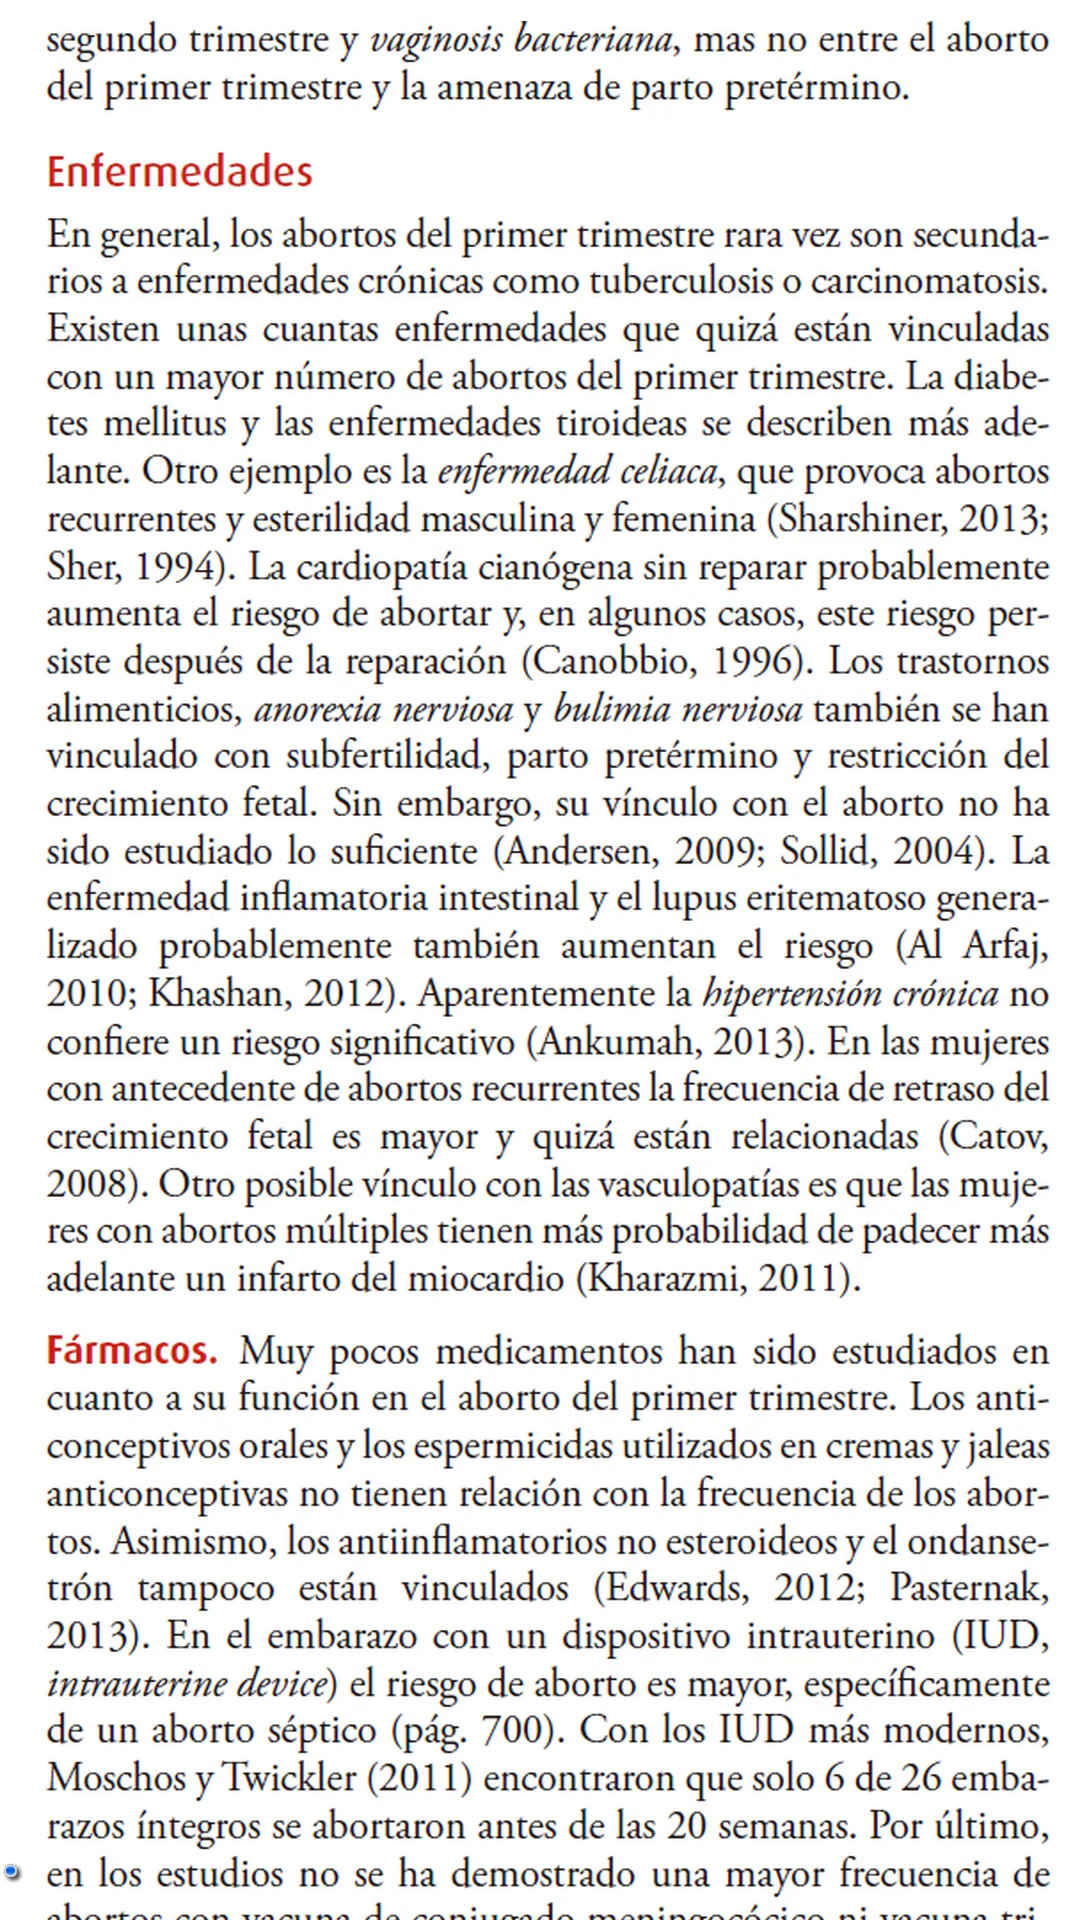 segundo trimestre y vaginosis bacteriana, mas no entre el aborto
del primer trimestre y la amenaza de parto pretérmino.
Enfermedades
En general, los abortos del primer trimestre rara vez son secunda-
rios a enfermedades crónicas como tuberculosis o carcinomatosis.
Existen unas cuantas enfermedades que quizá están vinculadas
con un mayor número de abortos del primer trimestre. La diabe-
tes mellitus y las enfermedades tiroideas se describen más ade-
lante. Otro ejemplo es la enfermedad celiaca, que provoca abortos
recurrentes y esterilidad masculina y femenina (Sharshiner, 2013;
Sher, 1994). La cardiopatía cianógena sin reparar probablemente
aumenta el riesgo de abortar y, en algunos casos, este riesgo per-
siste después de la reparación (Canobbio, 1996). Los trastornos
alimenticios, anorexia nerviosa y bulimia nerviosa también se han
vinculado con subfertilidad, parto pretérmino y restricción del
crecimiento fetal. Sin embargo, su vínculo con el aborto no ha
sido estudiado lo suficiente (Andersen, 2009; Sollid, 2004). La
enfermedad inflamatoria intestinal y el lupus eritematoso genera-
lizado probablemente también aumentan el riesgo (Al Arfaj,
2010; Khashan, 2012). Aparentemente la hipertensión crónica no
confiere un riesgo significativo (Ankumah, 2013). En las mujeres
con antecedente de abortos recurrentes la frecuencia de retraso del
crecimiento fetal es mayor y quizá están relacionadas (Catov,
2008). Otro posible vínculo con las vasculopatías es que las muje-
res con abortos múltiples tienen más probabilidad de padecer más
adelante un infarto del miocardio (Kharazmi, 2011).
Fármacos. Muy pocos medicamentos han sido estudiados en
cuanto a su función en el aborto del primer trimestre. Los anti-
conceptivos orales y los espermicidas utilizados en cremas y jaleas
anticonceptivas no tienen relación con la frecuencia de los abor-
tos. Asimismo, los antiinflamatorios no esteroideos y el ondanse-
trón tampoco están vinculados (Edwards, 2012; Pasternak,
2013). En el embarazo con un dispositivo intrauterino (IUD,
intrauterine device) el riesgo de aborto es mayor, específicamente
de un aborto séptico (pág. 700). Con los IUD más modernos,
Moschos y Twickler (2011) encontraron que solo 6 de 26 emba-
razos íntegros se abortaron antes de las 20 semanas. Por último,
en los estudios no se ha demostrado una mayor frecuencia de
abortos con vacuna de conjugado meningocócico ni vacuna tri-